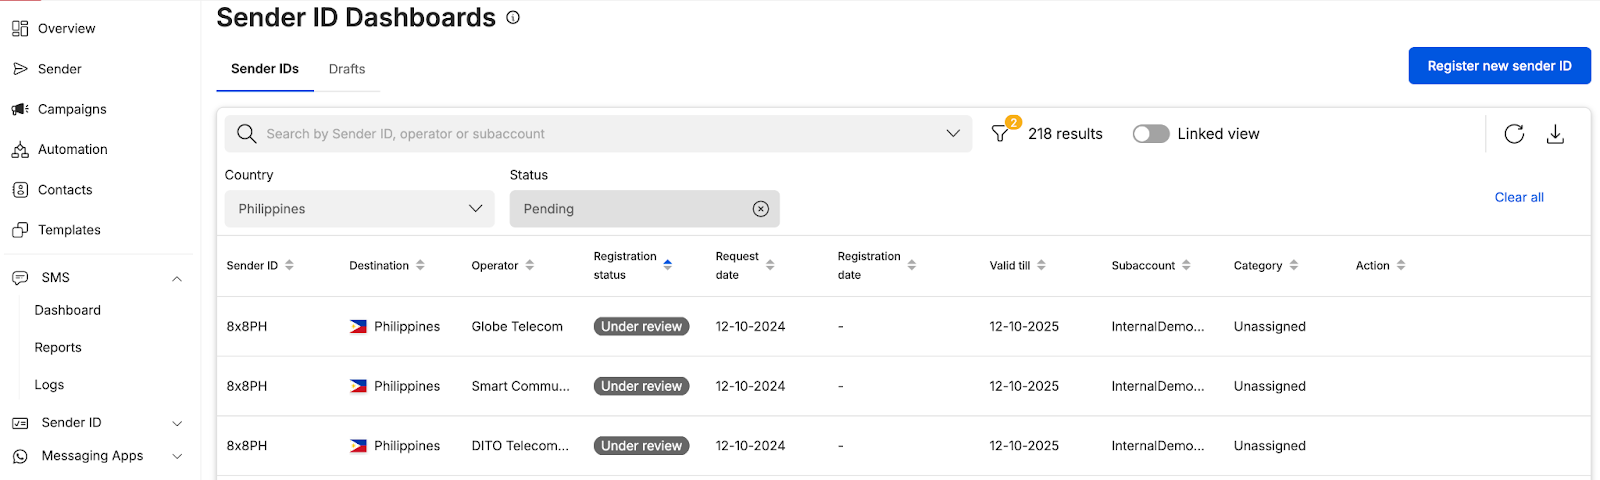 Sender ID Dashboards
Overview
Sender
Campaigns
Automation
Contacts
Templates
SMS
Dashboard
Reports
Logs
Sender ID
Messaging Apps
Sender IDs Drafts
Register new sender ID
Search by Sender ID, operator or subaccount
2
218 results
Linked view
Country Status
Philippines Pending
Clear all
Sender ID Destination Operator Registration status Request date Registration date Valid till Subaccount Category Action
8x8PH Philippines Globe Telecom Under review 12-10-2024 - 12-10-2025 InternalDemo... Unassigned
8x8PH Philippines Smart Commu... Under review 12-10-2024 - 12-10-2025 InternalDemo... Unassigned
8x8PH Philippines DITO Telecom... Under review 12-10-2024 - 12-10-2025 InternalDemo... Unassigned